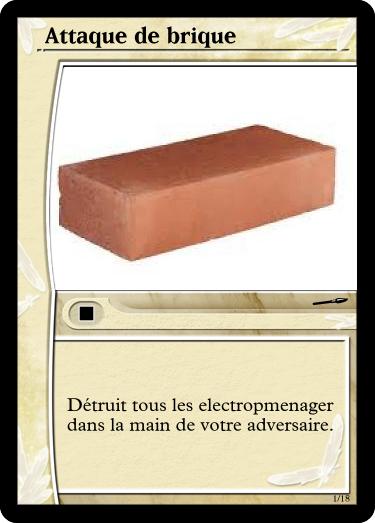 Attaque de brique
Détruit tous les electropmenager
dans la main de votre adversaire.
1/18